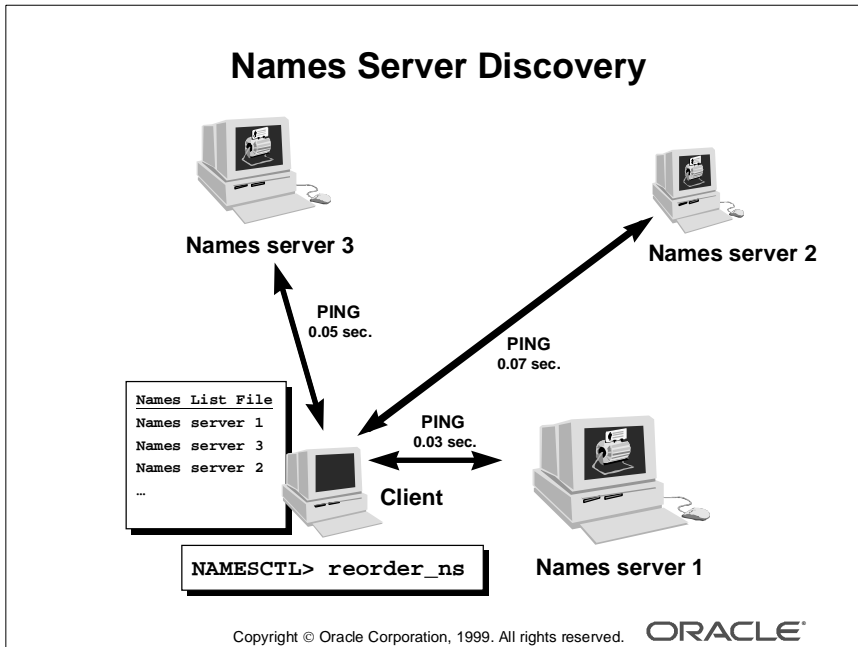 Names Server Discovery
Names server 3
Names server 2
PING
0.05 sec.
PING
0.07 sec.
Names List File
Names server 1
Names server 3
Names server 2
…
PING
0.03 sec.
Client
NAMESCTL> reorder_ns
Names server 1
Copyright © Oracle Corporation, 1999. All rights reserved.
ORACLE®